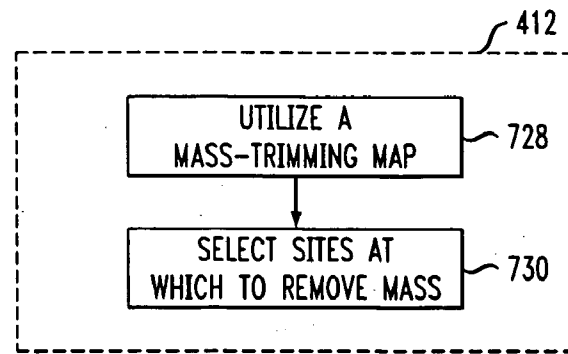 412
UTILIZE A
MASS-TRIMMING MAP
728
SELECT SITES AT
WHICH TO REMOVE MASS
730